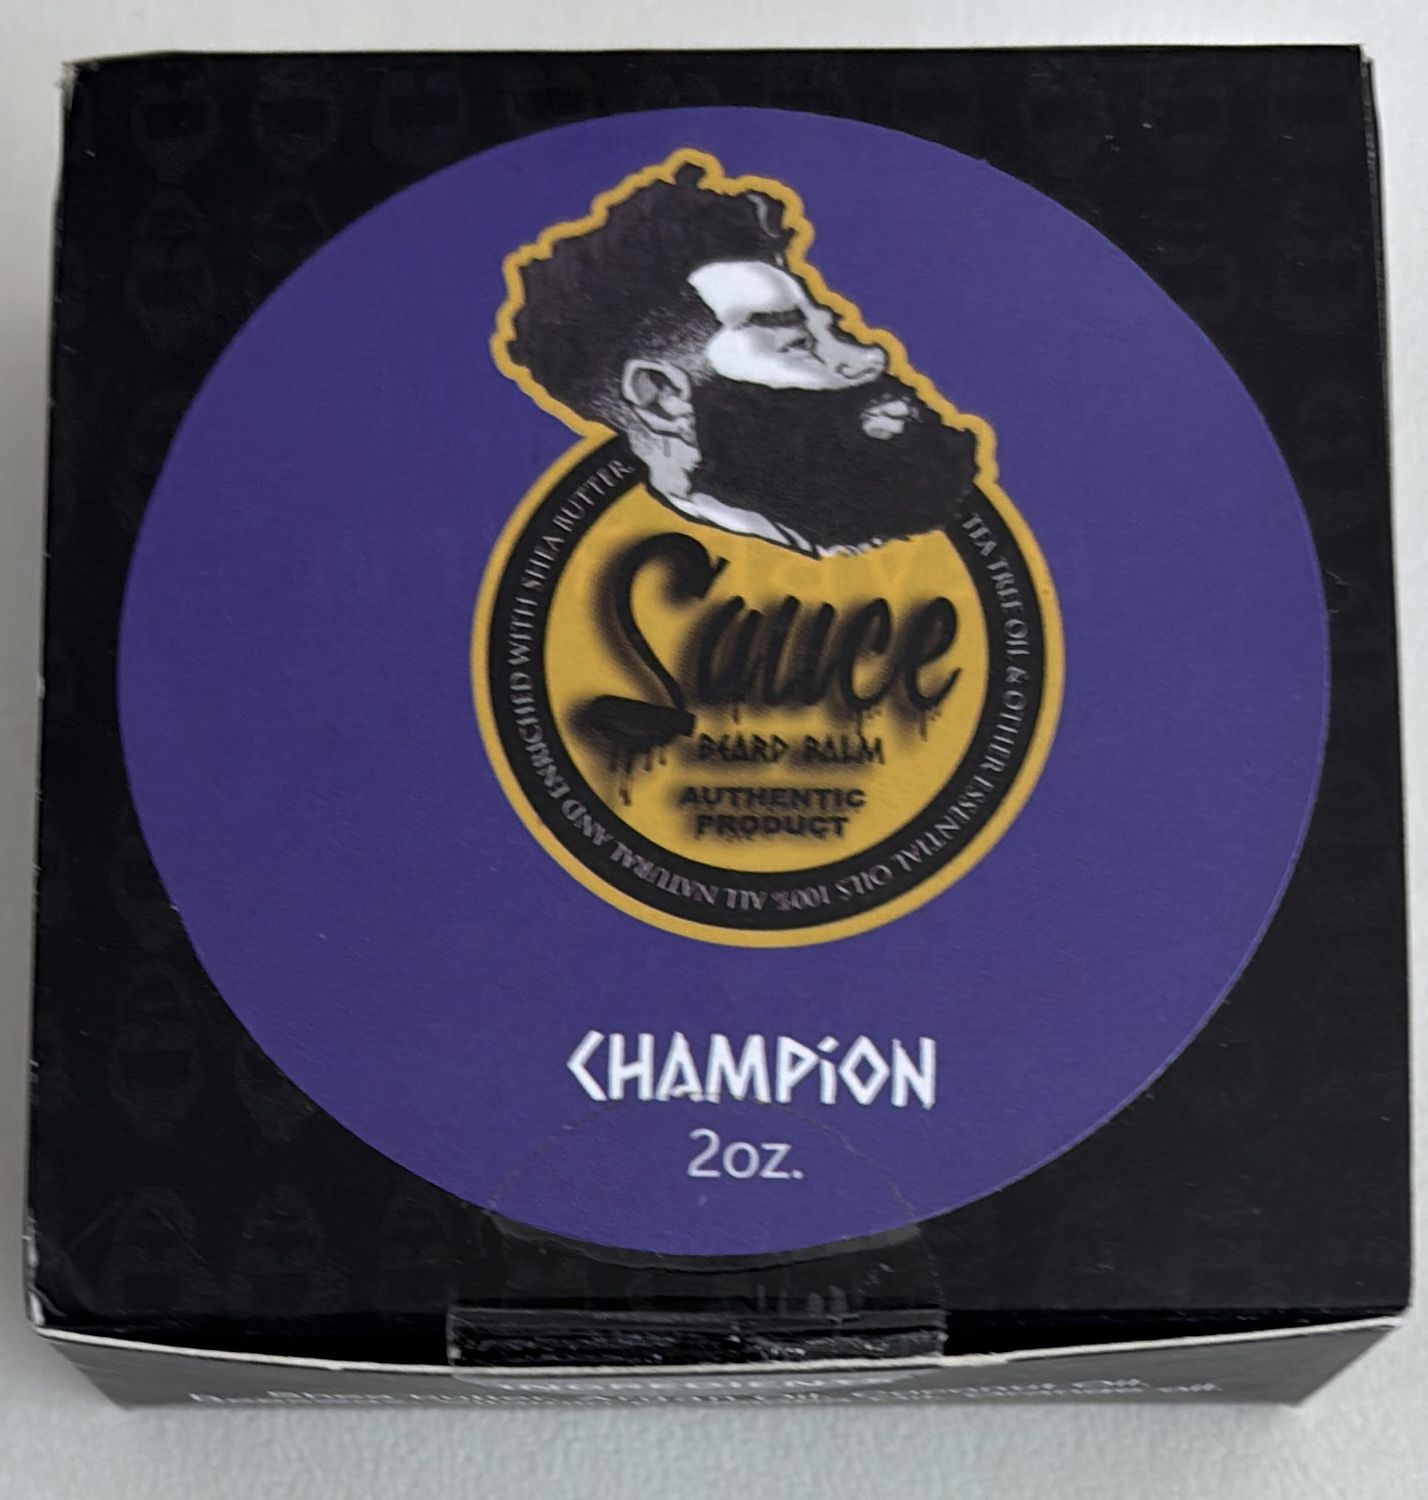 Sauce
BEARD BALM
AUTHENTIC
PRODUCT
TEA TREE OIL & OTHER ESSENTIAL OILS 100% ALL NATURAL AND ENRICHED WITH SHEA BUTTER
CHAMPiON
2oz.